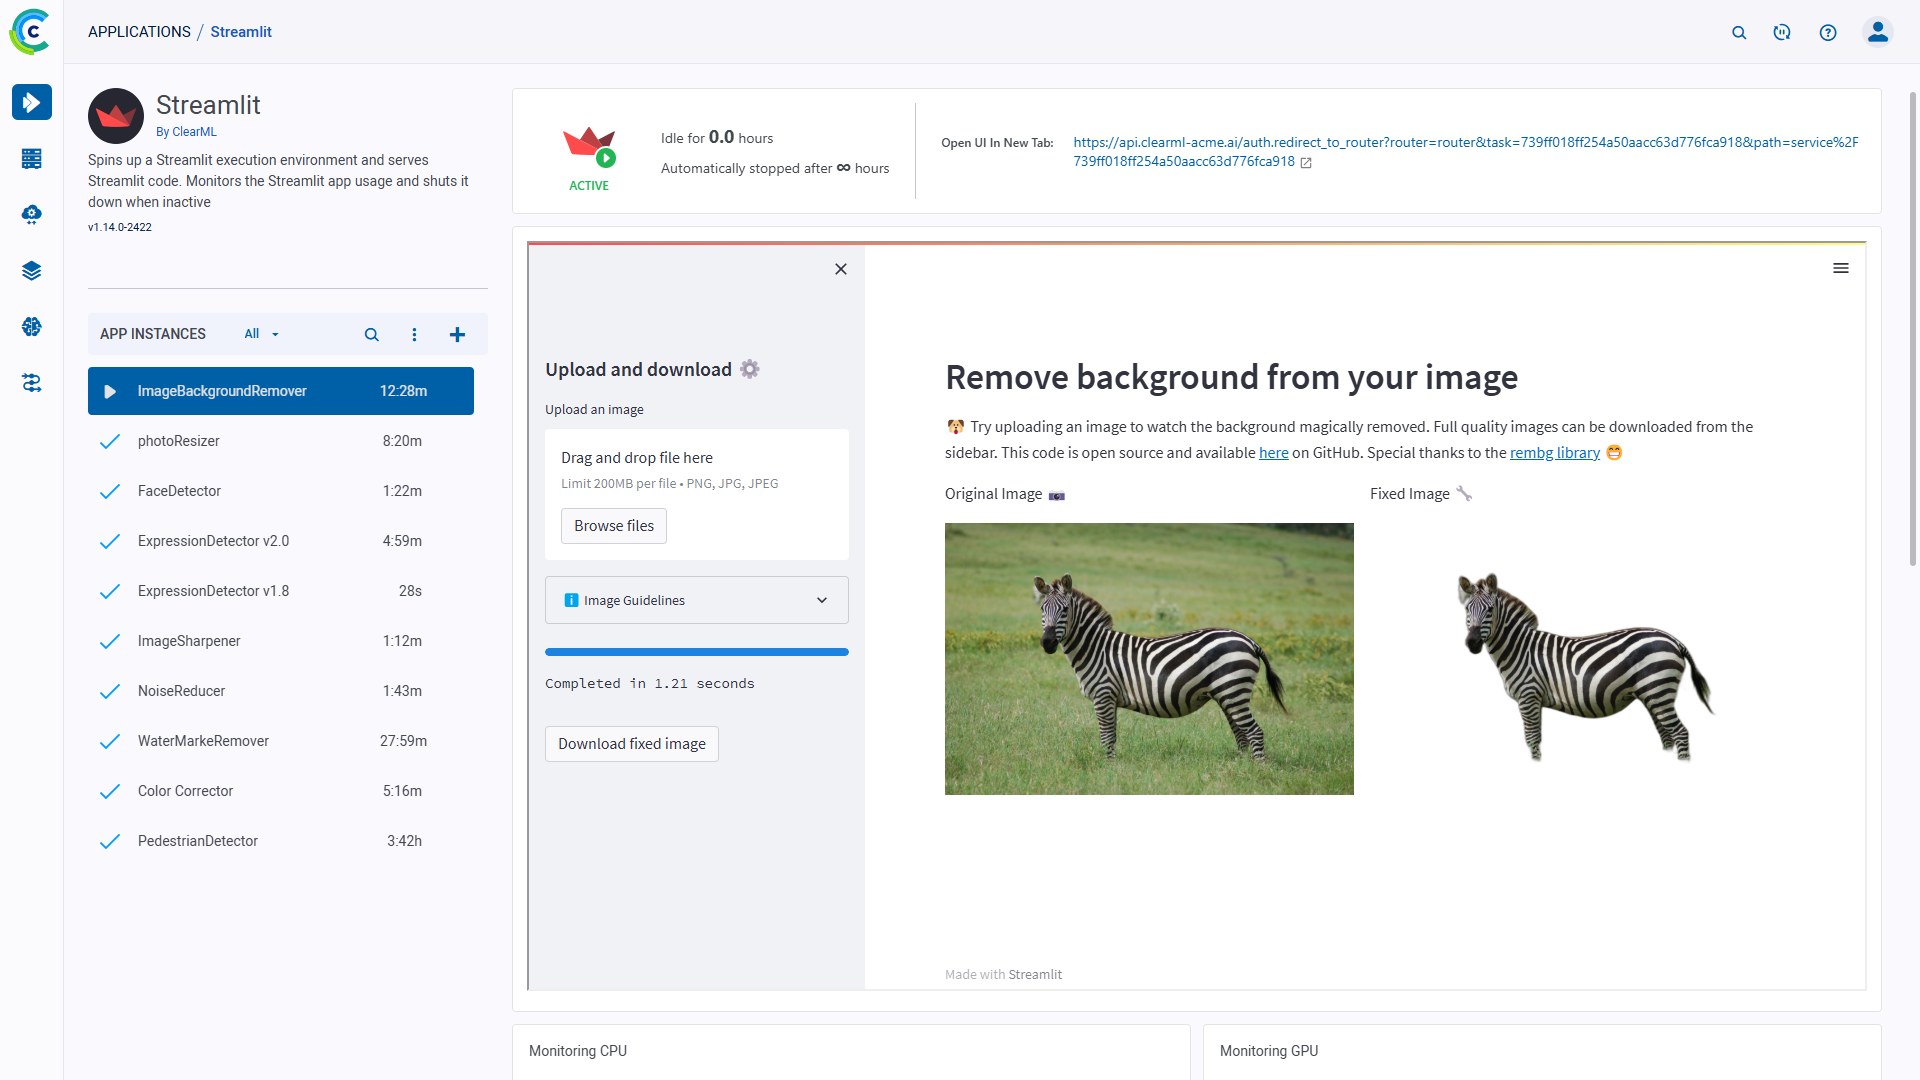 APPLICATIONS / Streamlit
Streamlit
By ClearML
Spins up a Streamlit execution environment and serves
Streamlit code. Monitors the Streamlit app usage and shuts it
down when inactive
v1.14.0-2422
APP INSTANCES All
ImageBackgroundRemover 12:28m
photoResizer 8:20m
FaceDetector 1:22m
ExpressionDetector v2.0 4:59m
ExpressionDetector v1.8 28s
ImageSharpener 1:12m
NoiseReducer 1:43m
WaterMarkeRemover 27:59m
Color Corrector 5:16m
PedestrianDetector 3:42h
ACTIVE
Idle for 0.0 hours
Automatically stopped after ∞ hours
Open UI In New Tab:
https://api.clearml-acme.ai/auth.redirect_to_router?router=router&task=739ff018ff254a50aacc63d776fca918&path=service%2F
739ff018ff254a50aacc63d776fca918
Upload and download
Upload an image
Drag and drop file here
Limit 200MB per file • PNG, JPG, JPEG
Browse files
Image Guidelines
Completed in 1.21 seconds
Download fixed image
Remove background from your image
Try uploading an image to watch the background magically removed. Full quality images can be downloaded from the
sidebar. This code is open source and available here on GitHub. Special thanks to the rembg library
Original Image
Fixed Image
Made with Streamlit
Monitoring CPU
Monitoring GPU